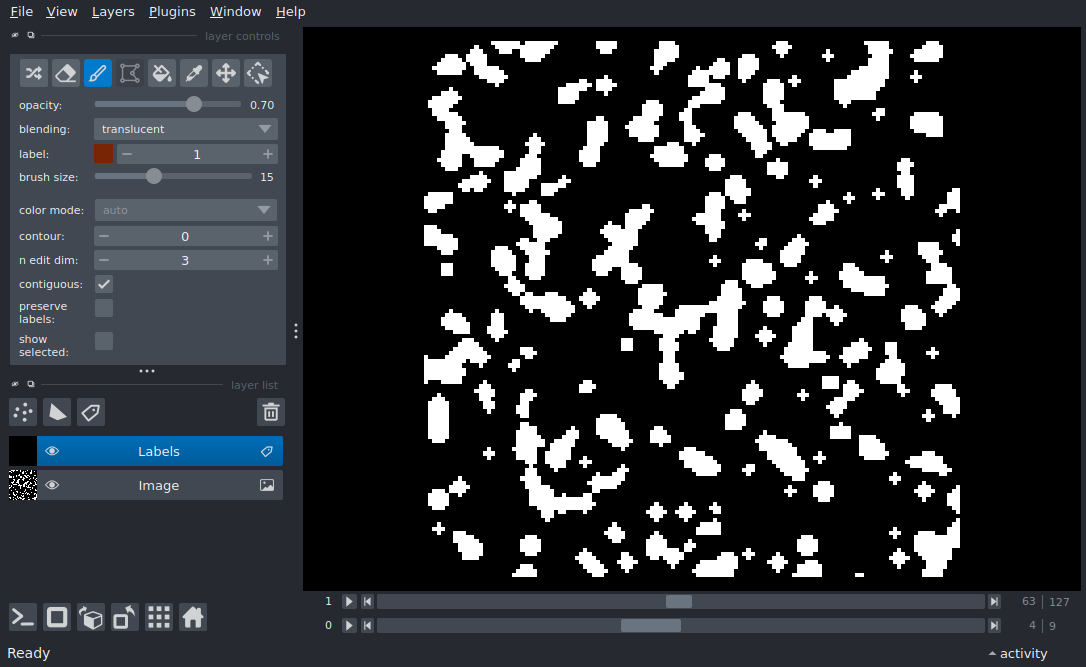 File View Layers Plugins Window Help
layer controls
opacity: 0.70
blending: translucent
label: 1
brush size: 15
color mode: auto
contour: 0
n edit dim: 3
contiguous:
preserve
labels:
show
selected:
layer list
Labels
Image
1 63 127
0 4 9
Ready activity